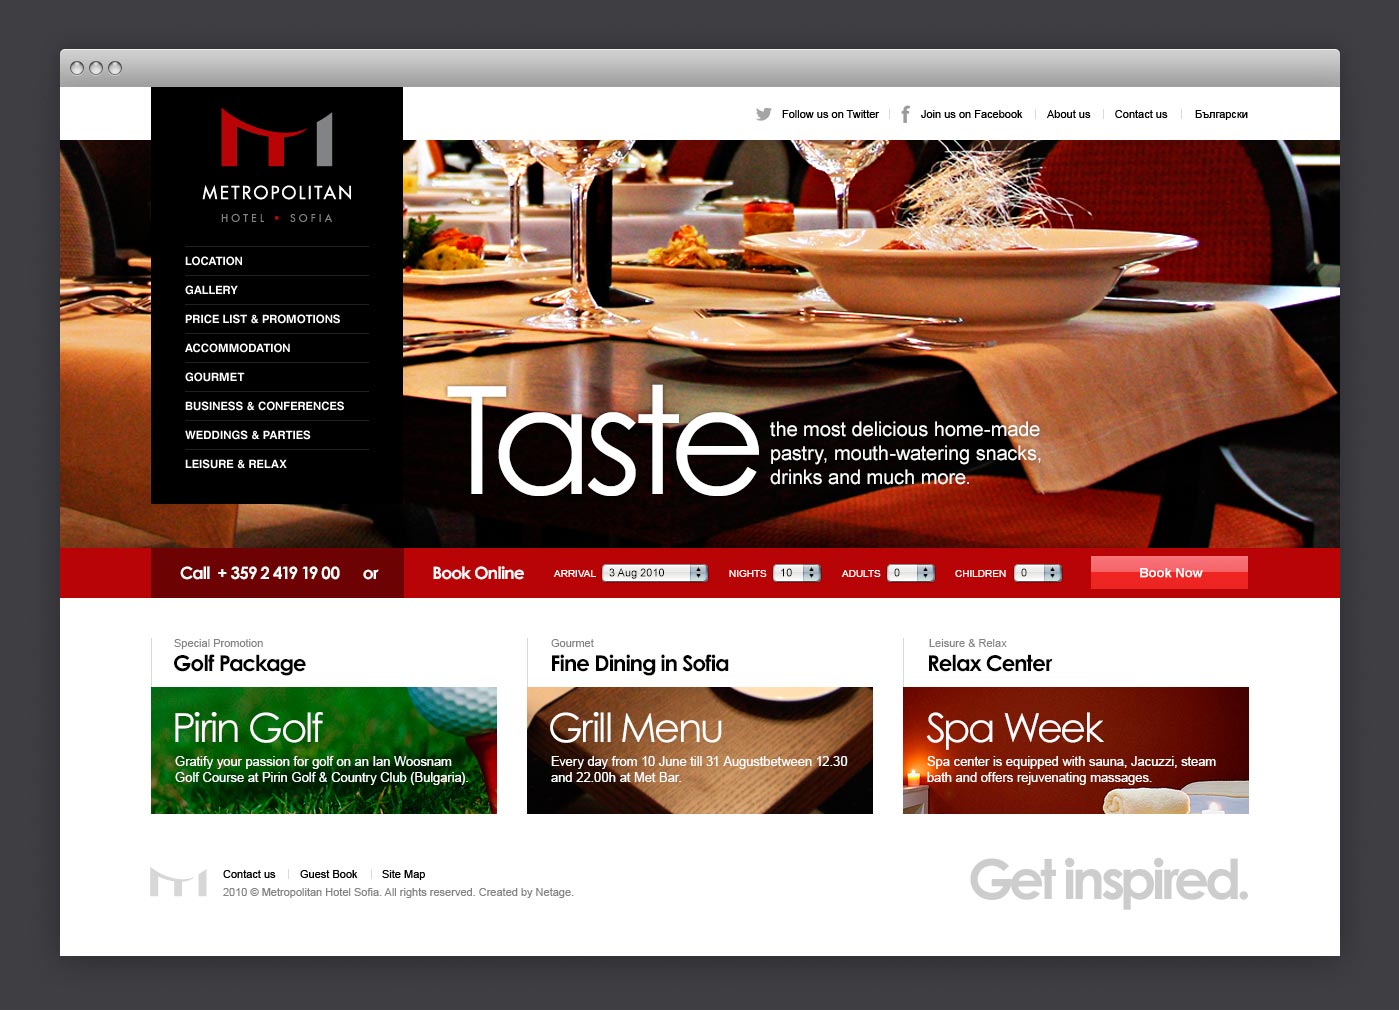 METROPOLITAN
HOTEL • SOFIA
LOCATION
GALLERY
PRICE LIST & PROMOTIONS
ACCOMMODATION
GOURMET
BUSINESS & CONFERENCES
WEDDINGS & PARTIES
LEISURE & RELAX
Follow us on Twitter
Join us on Facebook
About us
Contact us
Български
Taste
the most delicious home-made
pastry, mouth-watering snacks,
drinks and much more.
Call + 359 2 419 19 00 or
Book Online
ARRIVAL 3 Aug 2010
NIGHTS 10
ADULTS 0
CHILDREN 0
Book Now
Special Promotion
Golf Package
Pirin Golf
Gratify your passion for golf on an Ian Woosnam
Golf Course at Pirin Golf & Country Club (Bulgaria).
Gourmet
Fine Dining in Sofia
Grill Menu
Every day from 10 June till 31 Augustbetween 12.30
and 22.00h at Met Bar.
Leisure & Relax
Relax Center
Spa Week
Spa center is equipped with sauna, Jacuzzi, steam
bath and offers rejuvenating massages.
Contact us
Guest Book
Site Map
2010 © Metropolitan Hotel Sofia. All rights reserved. Created by Netage.
Get inspired.